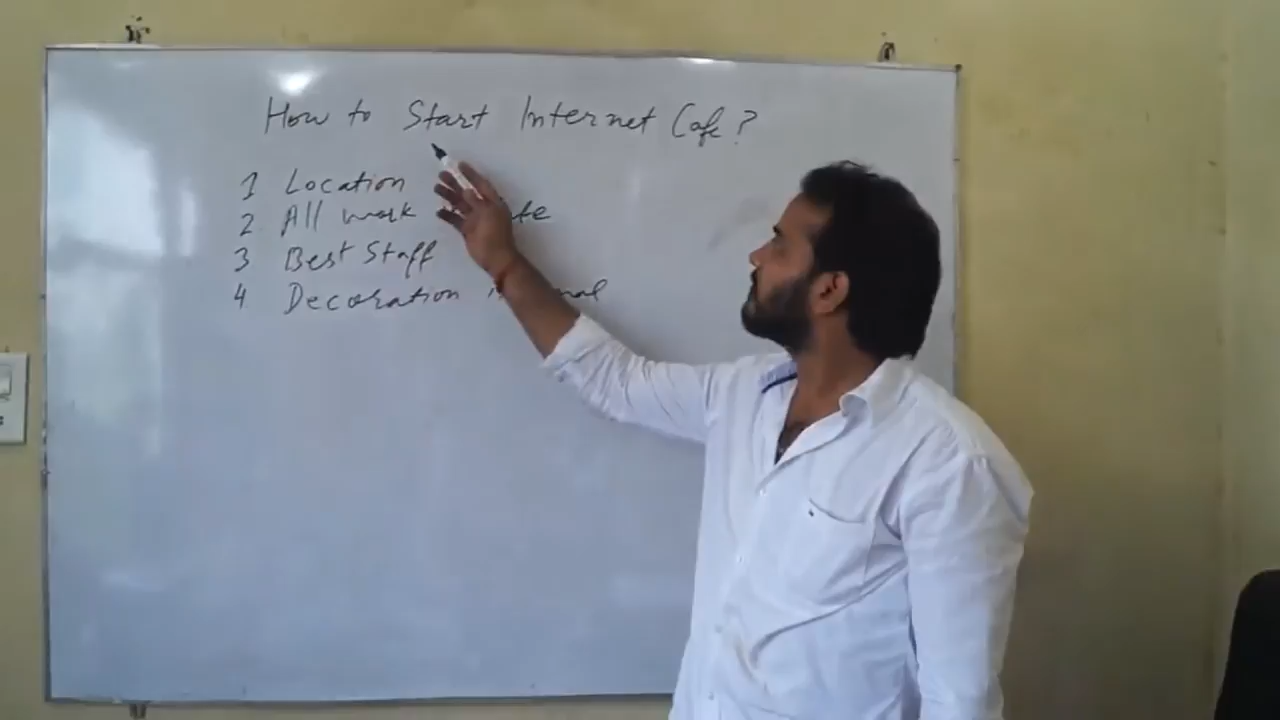 How to Start Internet Cafe?
1 Location
2 All work
3 Best Staff
4 Decoration